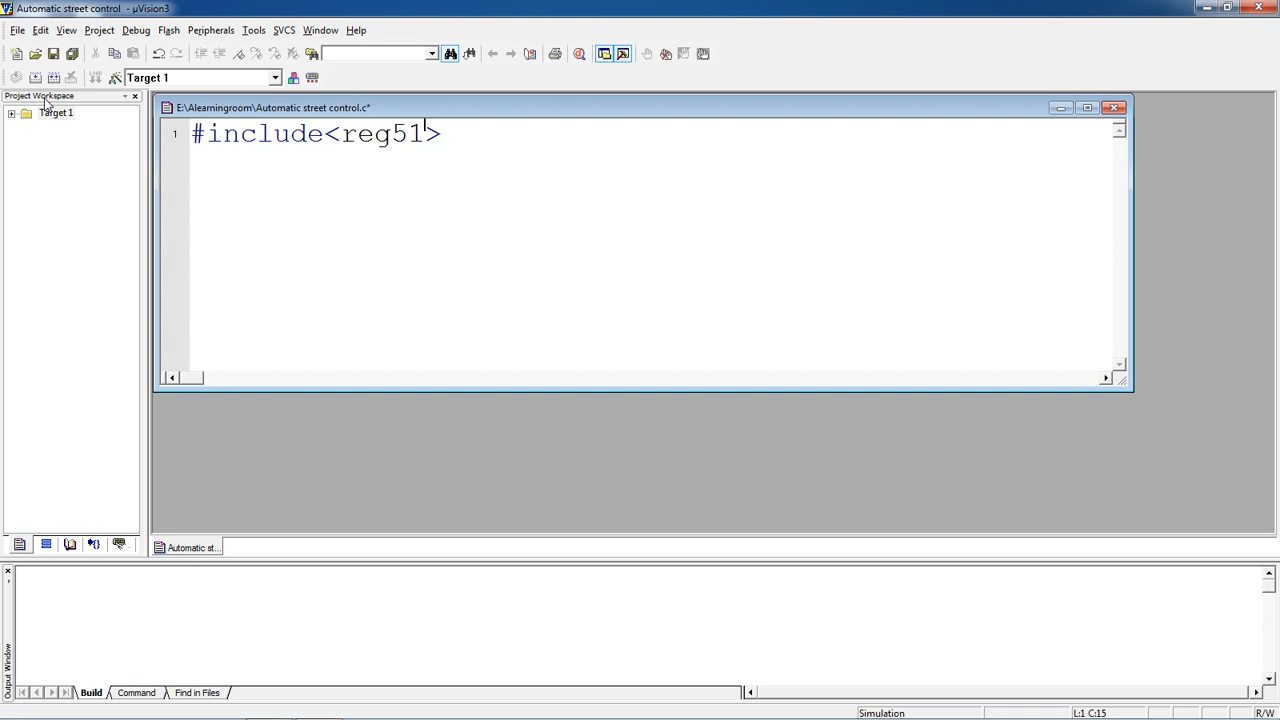 Automatic street control - µVision3
File Edit View Project Debug Flash Peripherals Tools SVCS Window Help
Target 1
Project Workspace
Target 1
E:\Alearningroom\Automatic street control.c*
1 #include<reg51>
Automatic st...
Output Window
Build Command Find in Files
Simulation L:1 C:15 R/W